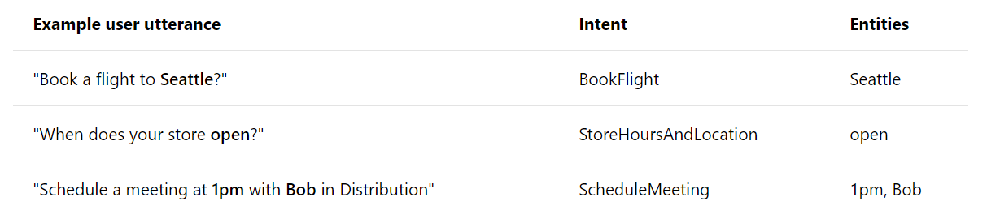 Example user utterance Intent Entities
"Book a flight to Seattle?" BookFlight Seattle
"When does your store open?" StoreHoursAndLocation open
"Schedule a meeting at 1pm with Bob in Distribution" ScheduleMeeting 1pm, Bob